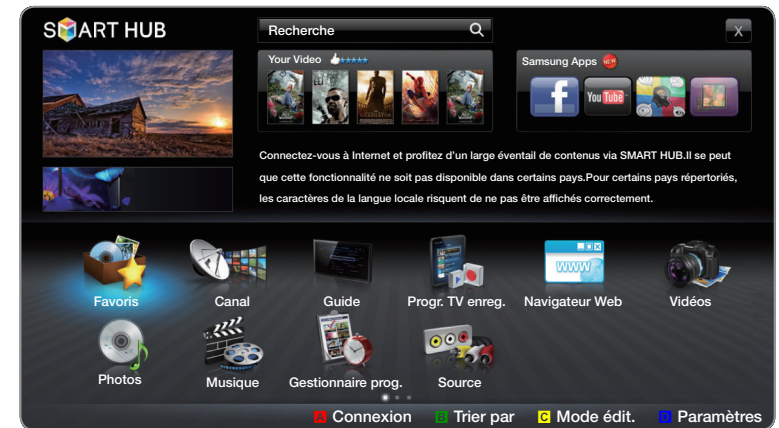 SMART HUB
Recherche
X
Your Video
Samsung Apps NEW
You Tube
Connectez-vous à Internet et profitez d'un large éventail de contenus via SMART HUB.Il se peut
que cette fonctionnalité ne soit pas disponible dans certains pays.Pour certains pays répertoriés,
les caractères de la langue locale risquent de ne pas être affichés correctement.
www
Favoris Canal Guide Progr. TV enreg. Navigateur Web Vidéos
Photos Musique Gestionnaire prog. Source
A Connexion B Trier par C Mode édit. D Paramètres